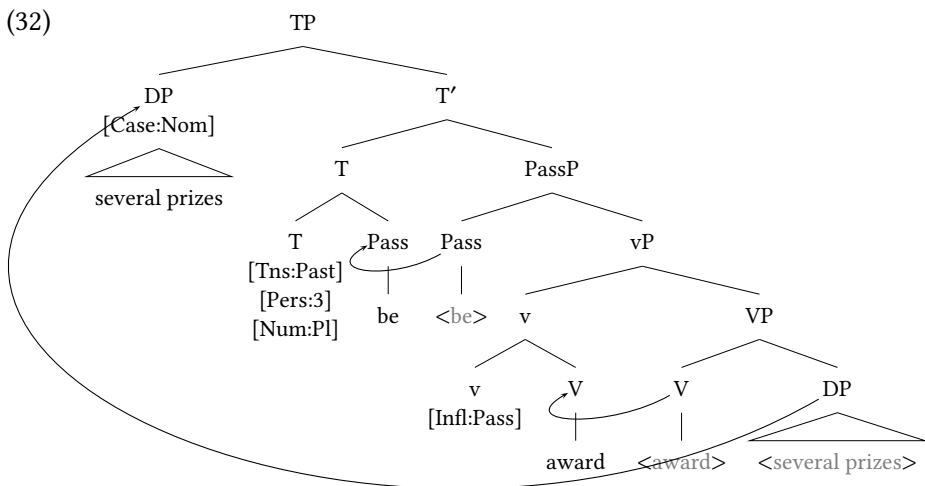 (32) TP
DP T′
[Case:Nom]
T PassP
several prizes
T Pass Pass vP
[Tns:Past]
[Pers:3] be <be> v VP
[Num:Pl]
v V V DP
[Infl:Pass]
award <award> <several prizes>